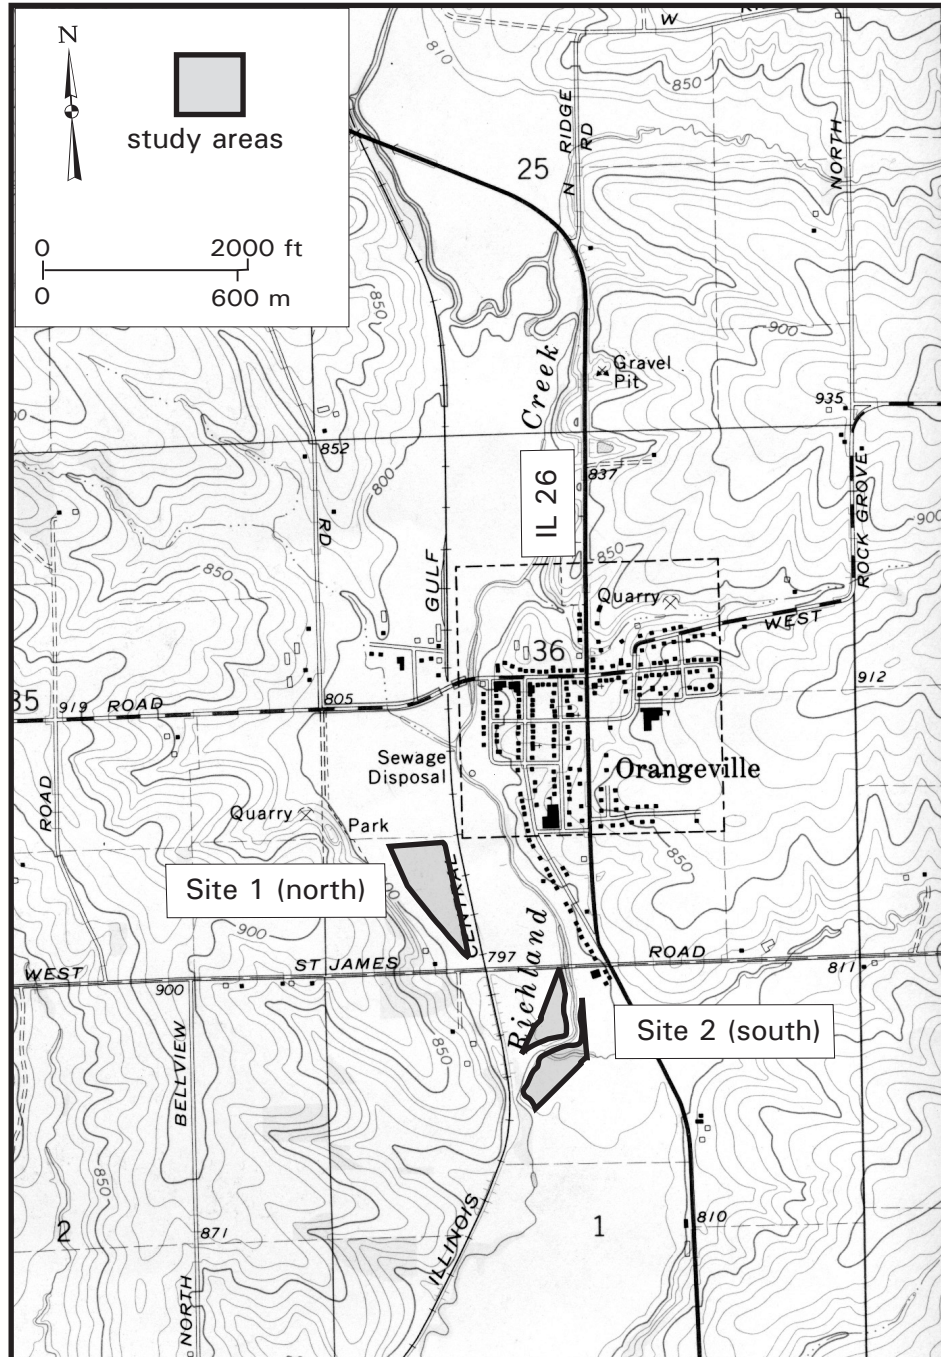 N
study areas
0 2000 ft
0 600 m
W
810
850
N RIDGE RD
NORTH
25
850
900
Gravel
Pit
Creek
935
852
800
837
IL 26
ROCK GROVE
900
RD
GULF
850
850
Quarry
WEST
36
35
919
ROAD
805
912
Sewage
Disposal
Orangeville
ROAD
Quarry
Park
850
Site 1 (north)
CENTRAL
900
Richland
797
ROAD
WEST
ST JAMES
811
900
Site 2 (south)
850
BELLVIEW
850
ILLINOIS
2
871
1
810
NORTH